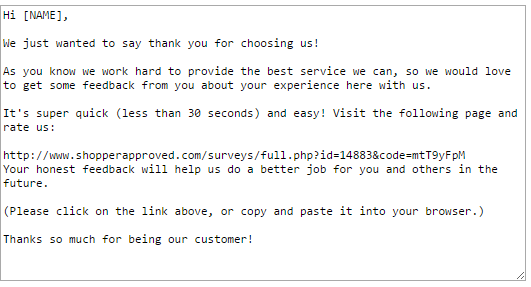 Hi [NAME],
We just wanted to say thank you for choosing us!
As you know we work hard to provide the best service we can, so we would love
to get some feedback from you about your experience here with us.
It's super quick (less than 30 seconds) and easy! Visit the following page and
rate us:
http://www.shopperapproved.com/surveys/full.php?id=14883&code=mtT9yFpM
Your honest feedback will help us do a better job for you and others in the
future.
(Please click on the link above, or copy and paste it into your browser.)
Thanks so much for being our customer!